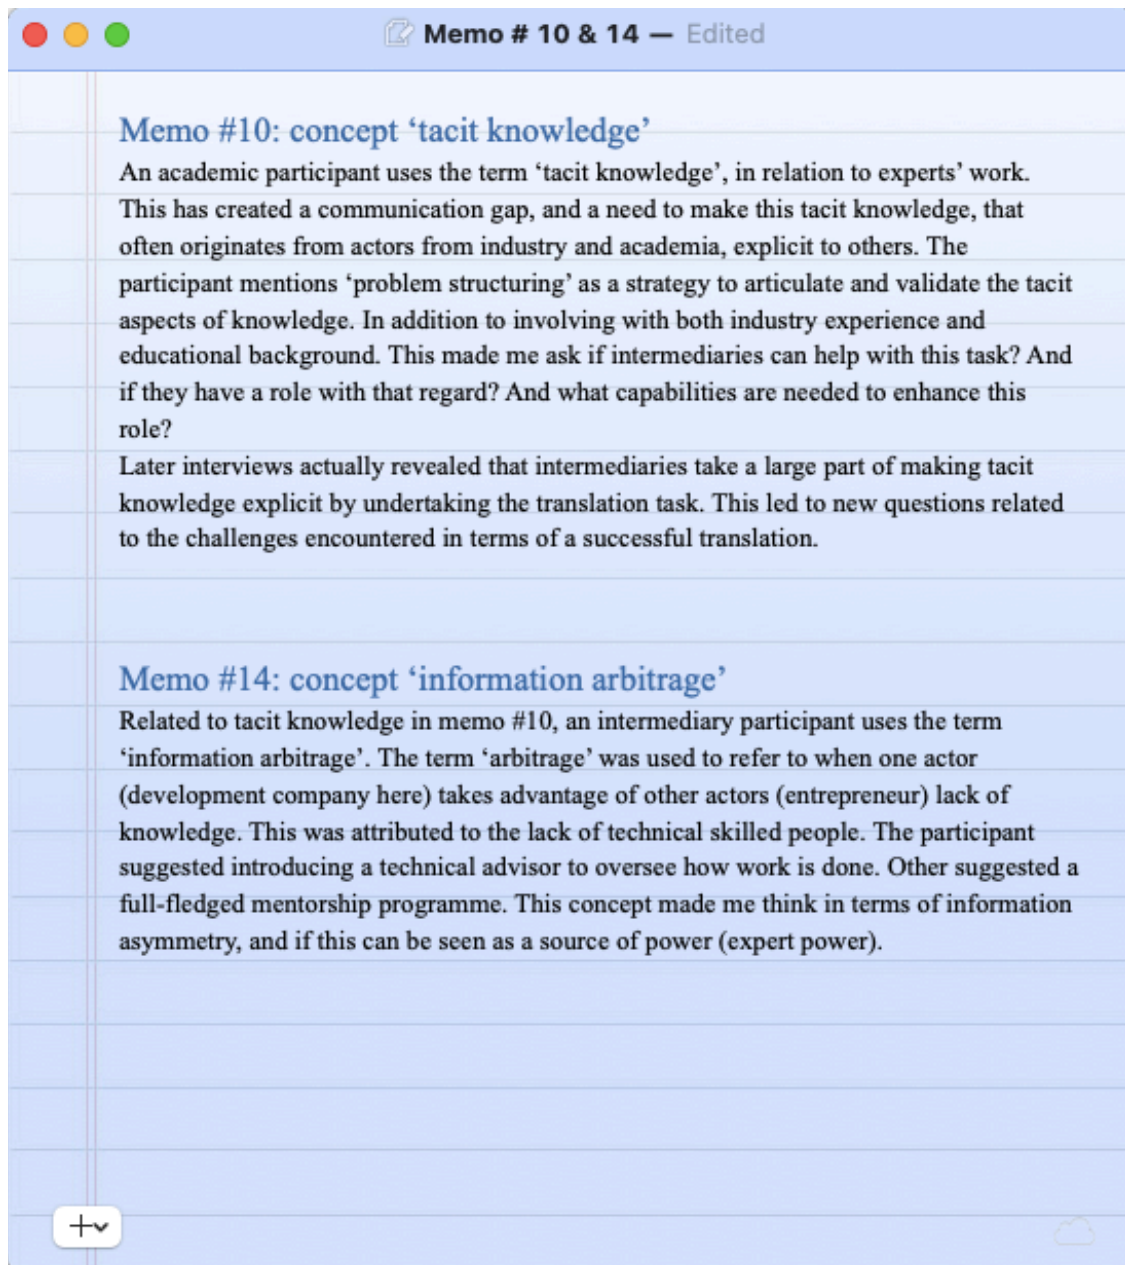 Memo # 10 & 14 — Edited
Memo #10: concept ‘tacit knowledge’
An academic participant uses the term ‘tacit knowledge’, in relation to experts’ work.
This has created a communication gap, and a need to make this tacit knowledge, that
often originates from actors from industry and academia, explicit to others. The
participant mentions ‘problem structuring’ as a strategy to articulate and validate the tacit
aspects of knowledge. In addition to involving with both industry experience and
educational background. This made me ask if intermediaries can help with this task? And
if they have a role with that regard? And what capabilities are needed to enhance this
role?
Later interviews actually revealed that intermediaries take a large part of making tacit
knowledge explicit by undertaking the translation task. This led to new questions related
to the challenges encountered in terms of a successful translation.
Memo #14: concept ‘information arbitrage’
Related to tacit knowledge in memo #10, an intermediary participant uses the term
‘information arbitrage’. The term ‘arbitrage’ was used to refer to when one actor
(development company here) takes advantage of other actors (entrepreneur) lack of
knowledge. This was attributed to the lack of technical skilled people. The participant
suggested introducing a technical advisor to oversee how work is done. Other suggested a
full-fledged mentorship programme. This concept made me think in terms of information
asymmetry, and if this can be seen as a source of power (expert power).